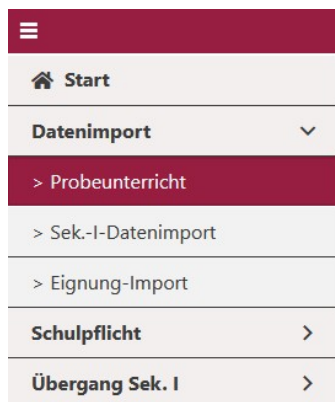 Start
Datenimport
> Probeunterricht
> Sek.-I-Datenimport
> Eignung-Import
Schulpflicht
Übergang Sek. I